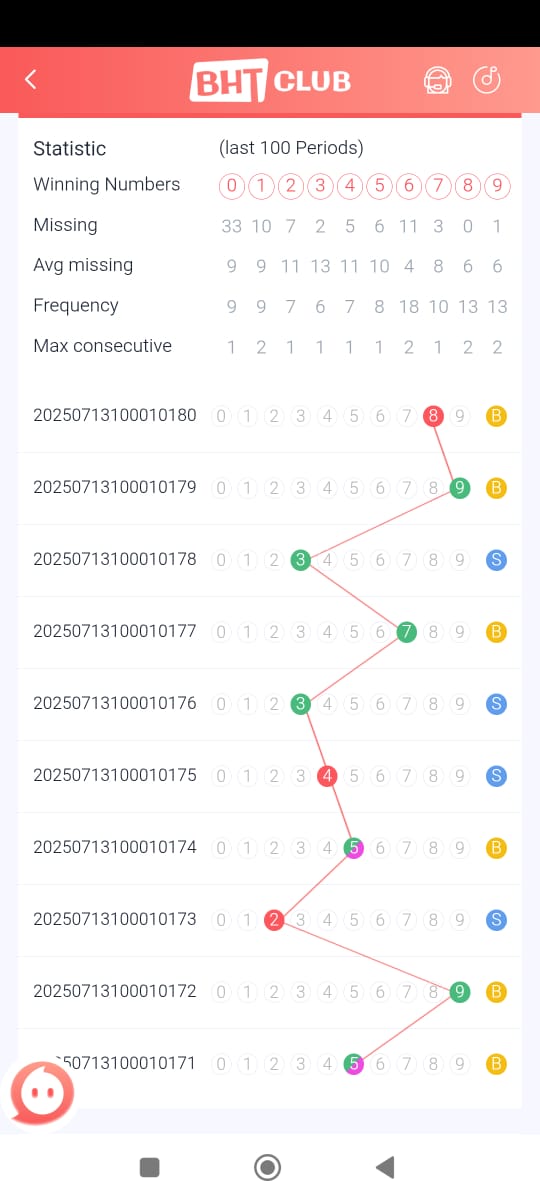 BHT CLUB
Statistic (last 100 Periods)
Winning Numbers 0 1 2 3 4 5 6 7 8 9
Missing 33 10 7 2 5 6 11 3 0 1
Avg missing 9 9 11 13 11 10 4 8 6 6
Frequency 9 9 7 6 7 8 18 10 13 13
Max consecutive 1 2 1 1 1 1 2 1 2 2
20250713100010180 0 1 2 3 4 5 6 7 8 9 B
20250713100010179 0 1 2 3 4 5 6 7 8 9 B
20250713100010178 0 1 2 3 4 5 6 7 8 9 S
20250713100010177 0 1 2 3 4 5 6 7 8 9 B
20250713100010176 0 1 2 3 4 5 6 7 8 9 S
20250713100010175 0 1 2 3 4 5 6 7 8 9 S
20250713100010174 0 1 2 3 4 5 6 7 8 9 B
20250713100010173 0 1 2 3 4 5 6 7 8 9 S
20250713100010172 0 1 2 3 4 5 6 7 8 9 B
50713100010171 0 1 2 3 4 5 6 7 8 9 B